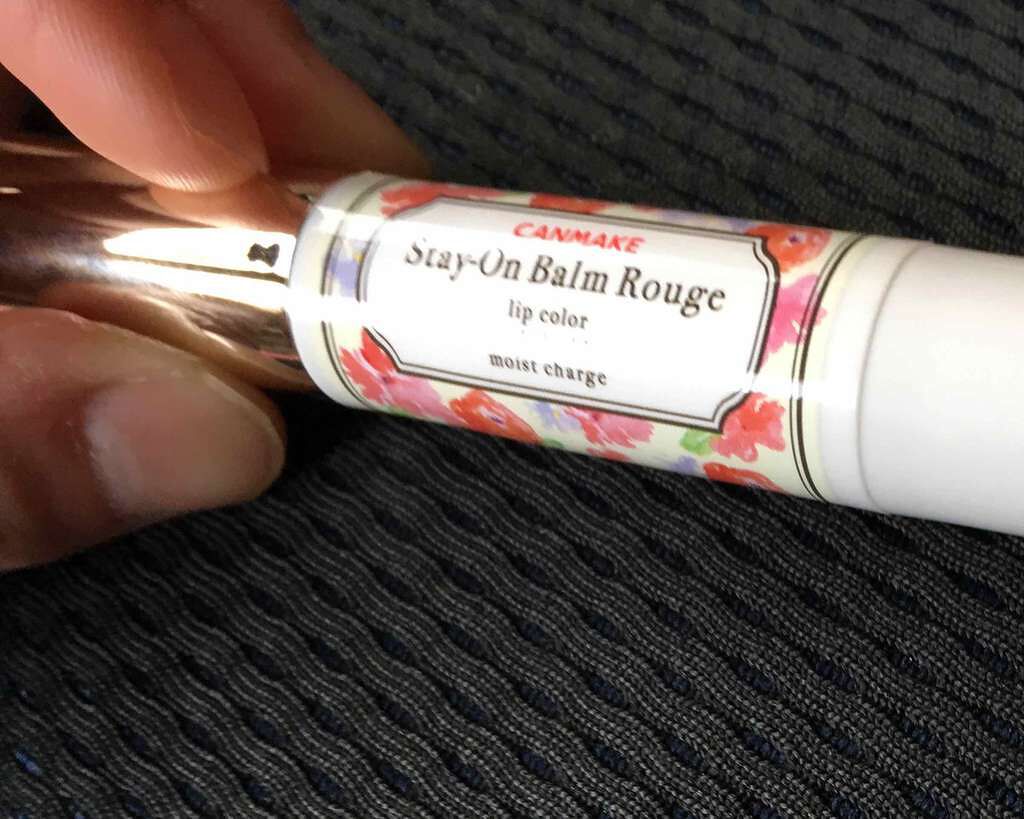 CANMAKE
Stay-On Balm Rouge
lip color
moist charge